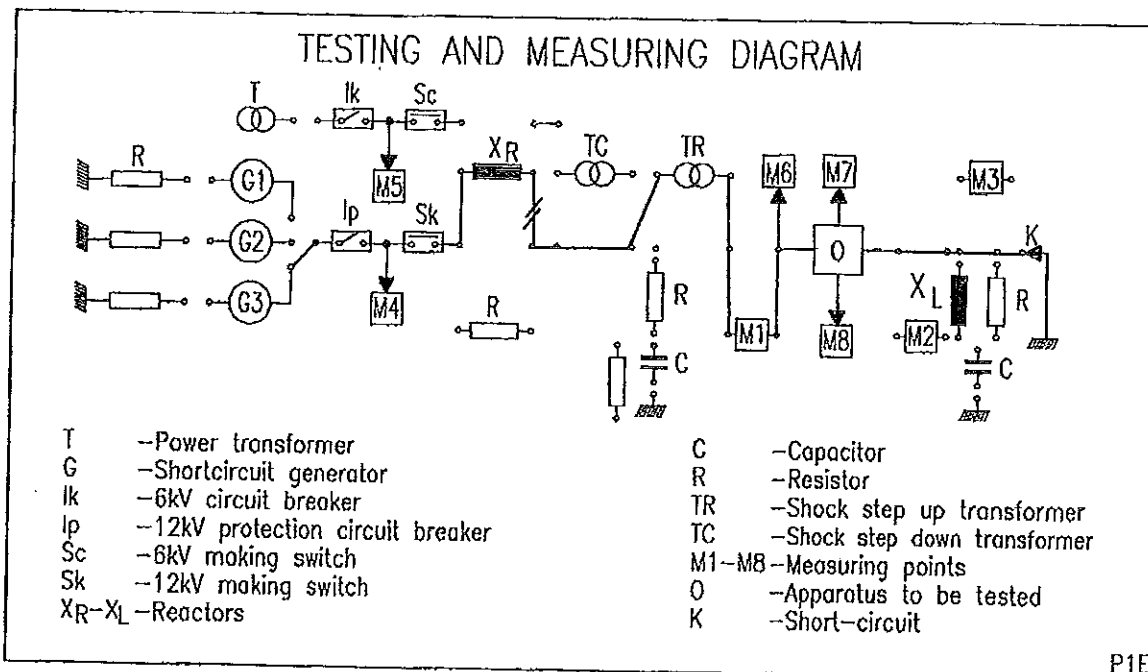 TESTING AND MEASURING DIAGRAM
T Ik Sc
R G1 M5 XR TC TR M6 M7 M3
G2 Ip Sk O K
G3 M4 R R M1 M8 XL M2 R
C C
T -Power transformer
G -Shortcircuit generator
Ik -6kV circuit breaker
Ip -12kV protection circuit breaker
Sc -6kV making switch
Sk -12kV making switch
XR-XL-Reactors
C -Capacitor
R -Resistor
TR -Shock step up transformer
TC -Shock step down transformer
M1-M8-Measuring points
O -Apparatus to be tested
K -Short-circuit